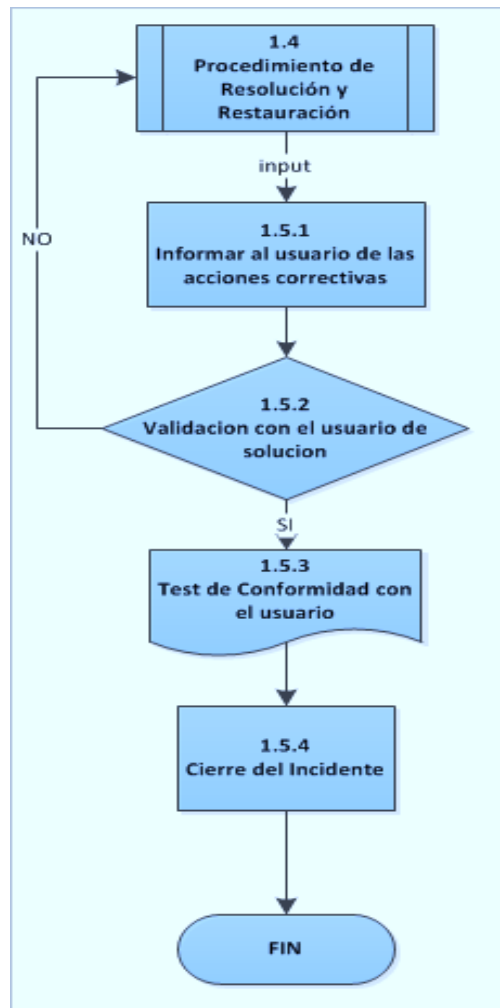 1.4
Procedimiento de
Resolución y
Restauración
input
1.5.1
Informar al usuario de las
acciones correctivas
NO
1.5.2
Validacion con el usuario de
solucion
SI
1.5.3
Test de Conformidad con
el usuario
1.5.4
Cierre del Incidente
FIN